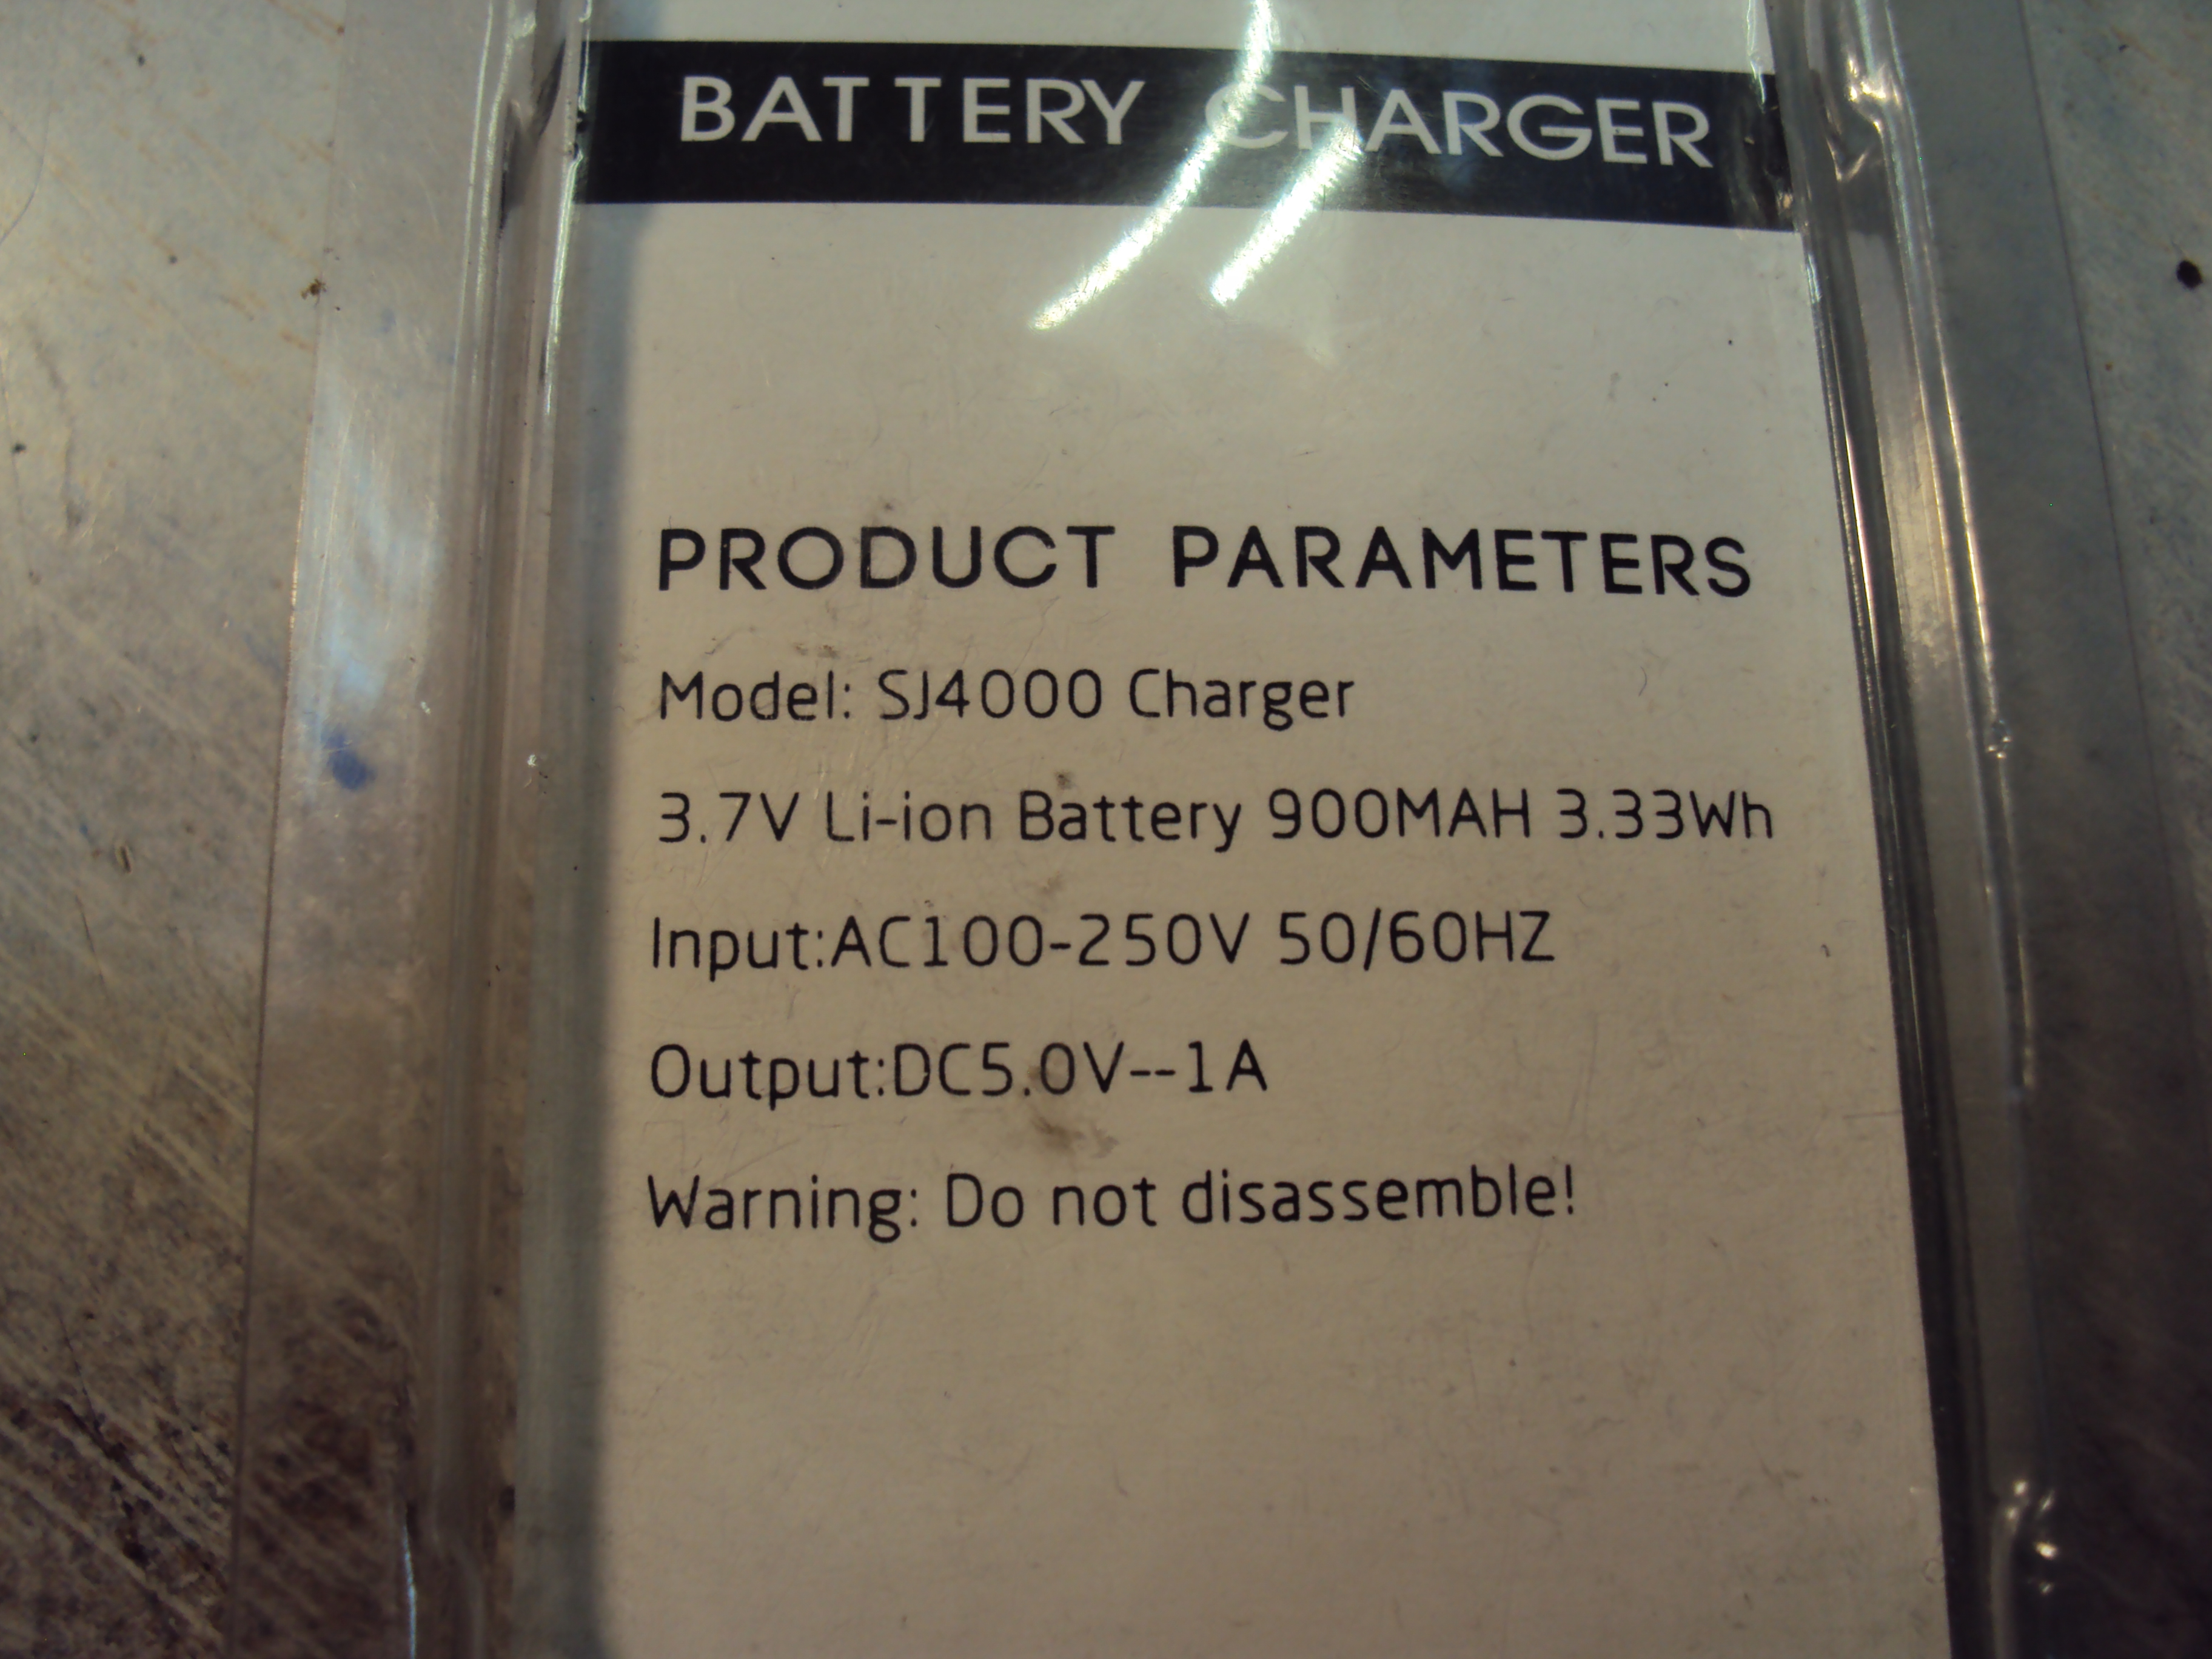 BATTERY CHARGER
PRODUCT PARAMETERS
Model: SJ4000 Charger
3.7V Li-ion Battery 900MAH 3.33Wh
Input:AC100-250V 50/60HZ
Output:DC5.0V--1A
Warning: Do not disassemble!